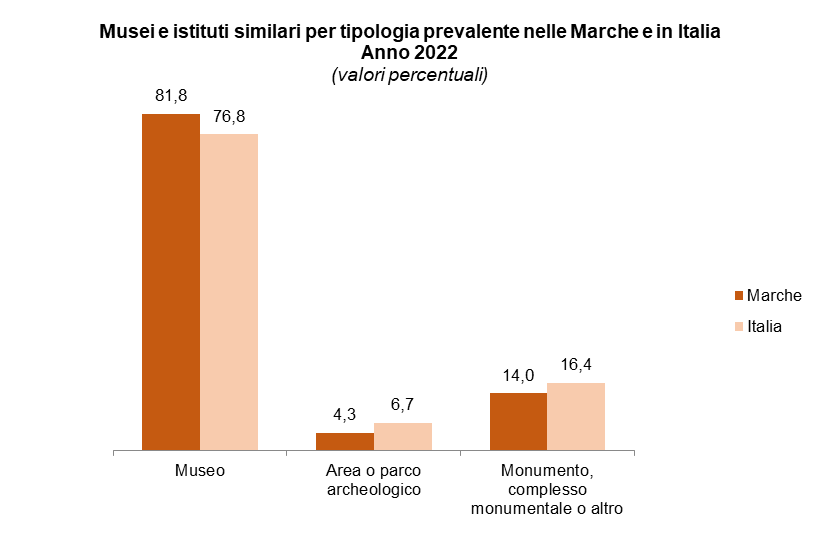 Musei e istituti similari per tipologia prevalente nelle Marche e in Italia
Anno 2022
(valori percentuali)
81,8
76,8
4,3
6,7
14,0
16,4
Marche
Italia
Museo
Area o parco
archeologico
Monumento,
complesso
monumentale o altro